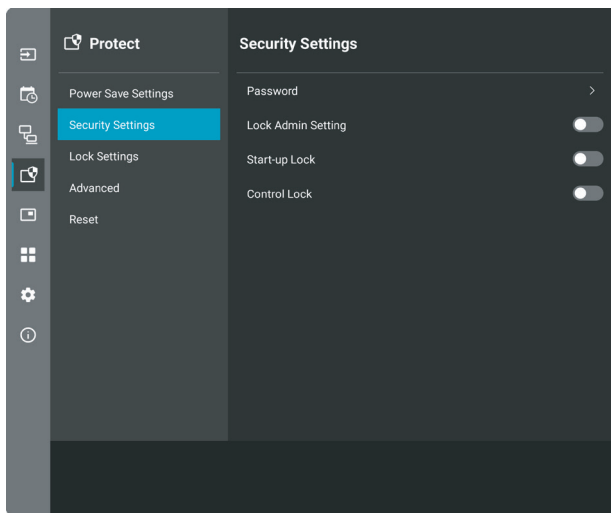 Protect
Power Save Settings
Security Settings
Lock Settings
Advanced
Reset
Security Settings
Password
Lock Admin Setting
Start-up Lock
Control Lock